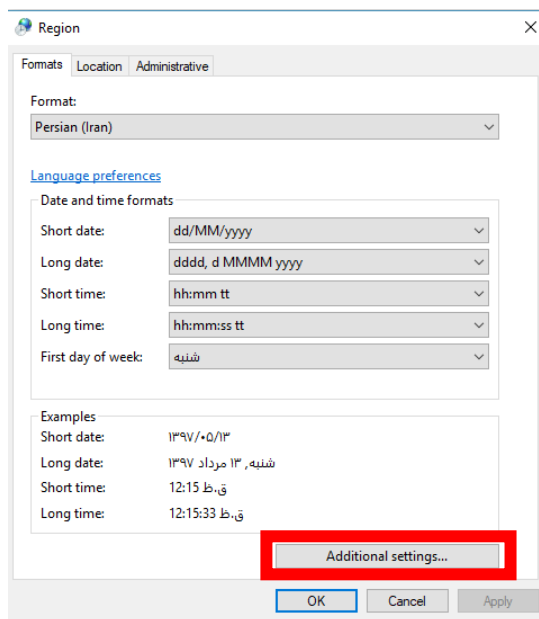 Region
Formats Location Administrative
Format:
Persian (Iran)
Language preferences
Date and time formats
Short date: dd/MM/yyyy
Long date: dddd, d MMMM yyyy
Short time: hh:mm tt
Long time: hh:mm:ss tt
First day of week: شنبه
Examples
Short date: ۱۳۹۷/۰۵/۱۳
Long date: شنبه, ۱۳ مرداد ۱۳۹۷
Short time: 12:15 ق.ظ
Long time: 12:15:33 ق.ظ
Additional settings...
OK Cancel Apply